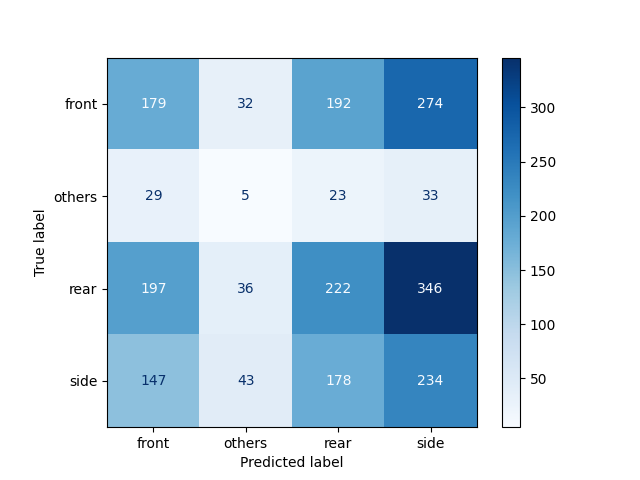 front 179 32 192 274
others 29 5 23 33
rear 197 36 222 346
side 147 43 178 234
front others rear side
Predicted label
True label
300
250
200
150
100
50